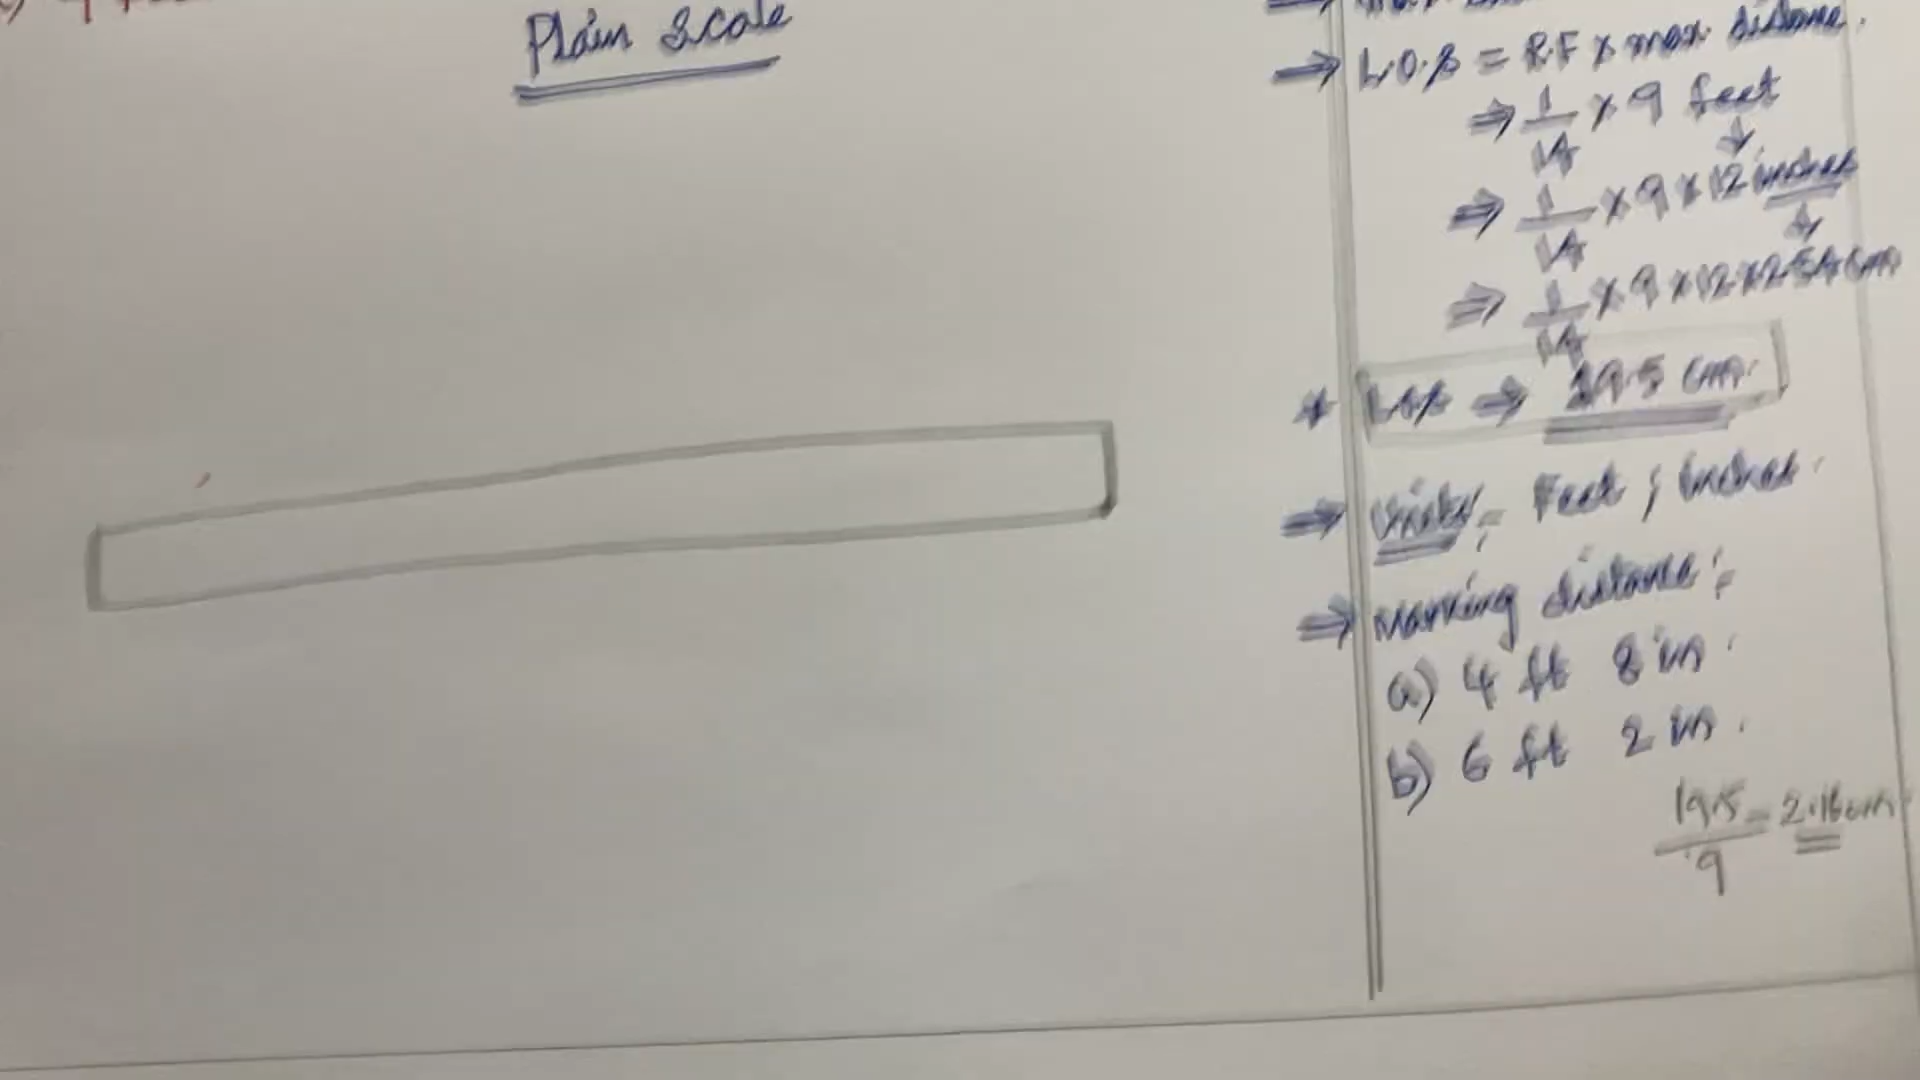 Plain Scale
⇒ L.O.S = R.F × max distance.
⇒ 1/14 × 9 feet
⇒ 1/14 × 9 × 12 inches
⇒ 1/14 × 9 × 12 × 2.54 cm
* L.O.S ⇒ 19.5 cm.
⇒ Units:- Feet ; inches.
⇒ Marking distance:-
a) 4 ft 8 in.
b) 6 ft 2 in.
19.5/9 = 2.16 cm